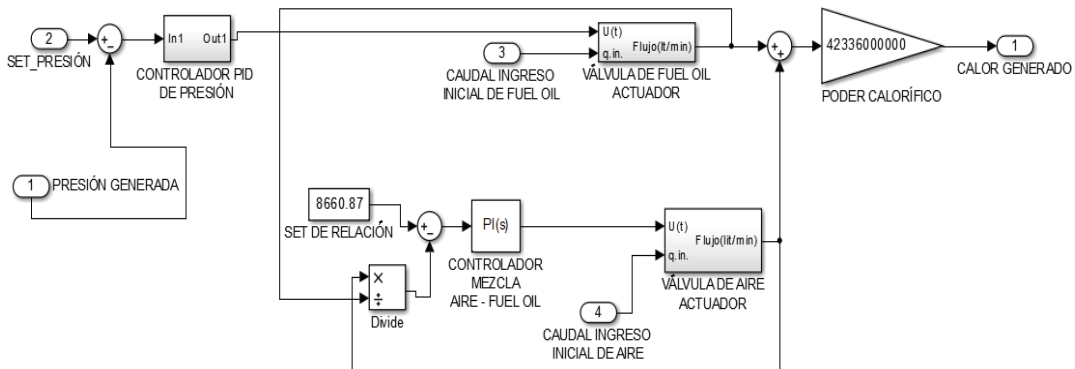 2
SET_PRESIÓN
In1 Out1
CONTROLADOR PID
DE PRESIÓN
1
PRESIÓN GENERADA
3
CAUDAL INGRESO
INICIAL DE FUEL OIL
U(t)
Flujo(lt/min)
q.in.
VÁLVULA DE FUEL OIL
ACTUADOR
42336000000
PODER CALORÍFICO
1
CALOR GENERADO
8660.87
SET DE RELACIÓN
PI(s)
CONTROLADOR
MEZCLA
AIRE - FUEL OIL
Divide
U(t)
Flujo(lit/min)
q.in.
VÁLVULA DE AIRE
ACTUADOR
4
CAUDAL INGRESO
INICIAL DE AIRE